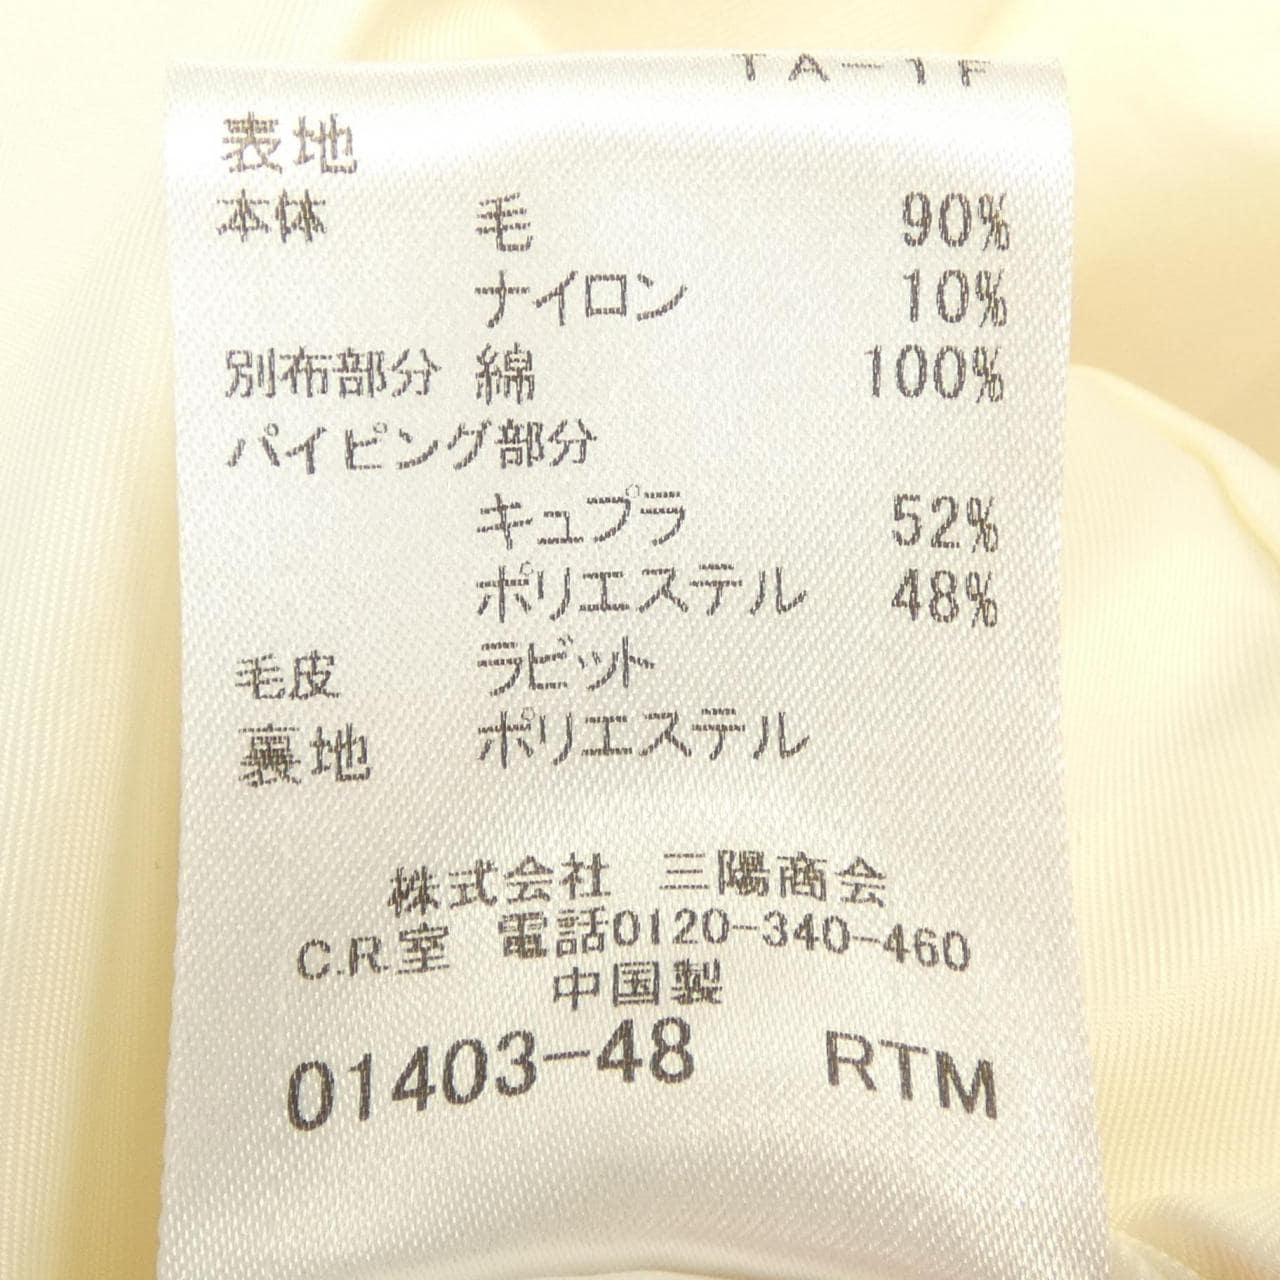 TA-1F
表地
本体 毛 90%
ナイロン 10%
別布部分 綿 100%
パイピング部分
キュプラ 52%
ポリエステル 48%
毛皮 ラビット
裏地 ポリエステル
株式会社 三陽商会
C.R.室 電話0120-340-460
中国製
01403-48 RTM